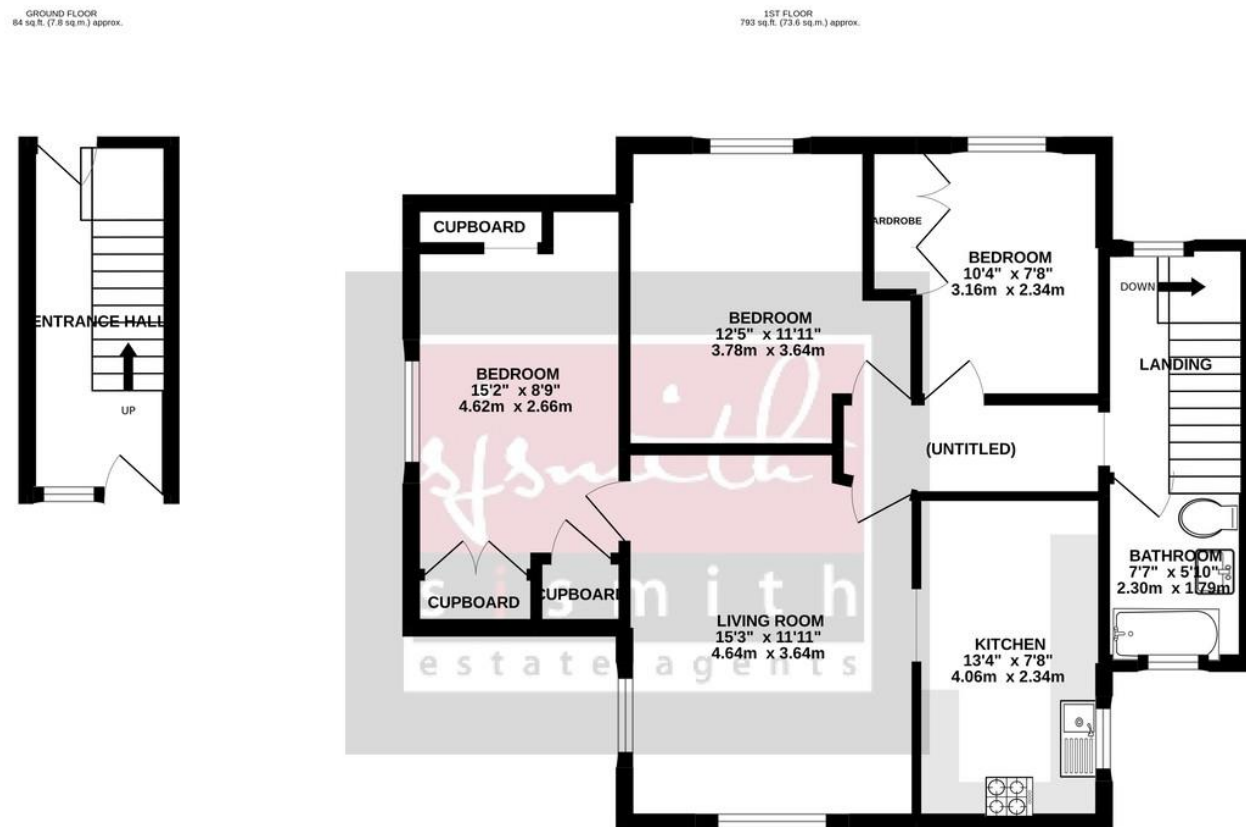 GROUND FLOOR
84 sq.ft. (7.8 sq.m.) approx.
1ST FLOOR
793 sq.ft. (73.6 sq.m.) approx.
ENTRANCE HALL
UP
CUPBOARD
BEDROOM
15'2" x 8'9"
4.62m x 2.66m
CUPBOARD
CUPBOARD
BEDROOM
12'5" x 11'11"
3.78m x 3.64m
ARDROBE
BEDROOM
10'4" x 7'8"
3.16m x 2.34m
DOWN
LANDING
(UNTITLED)
BATHROOM
7'7" x 5'10"
2.30m x 1.79m
LIVING ROOM
15'3" x 11'11"
4.64m x 3.64m
KITCHEN
13'4" x 7'8"
4.06m x 2.34m
sjsmith
sjsmith
estate agents